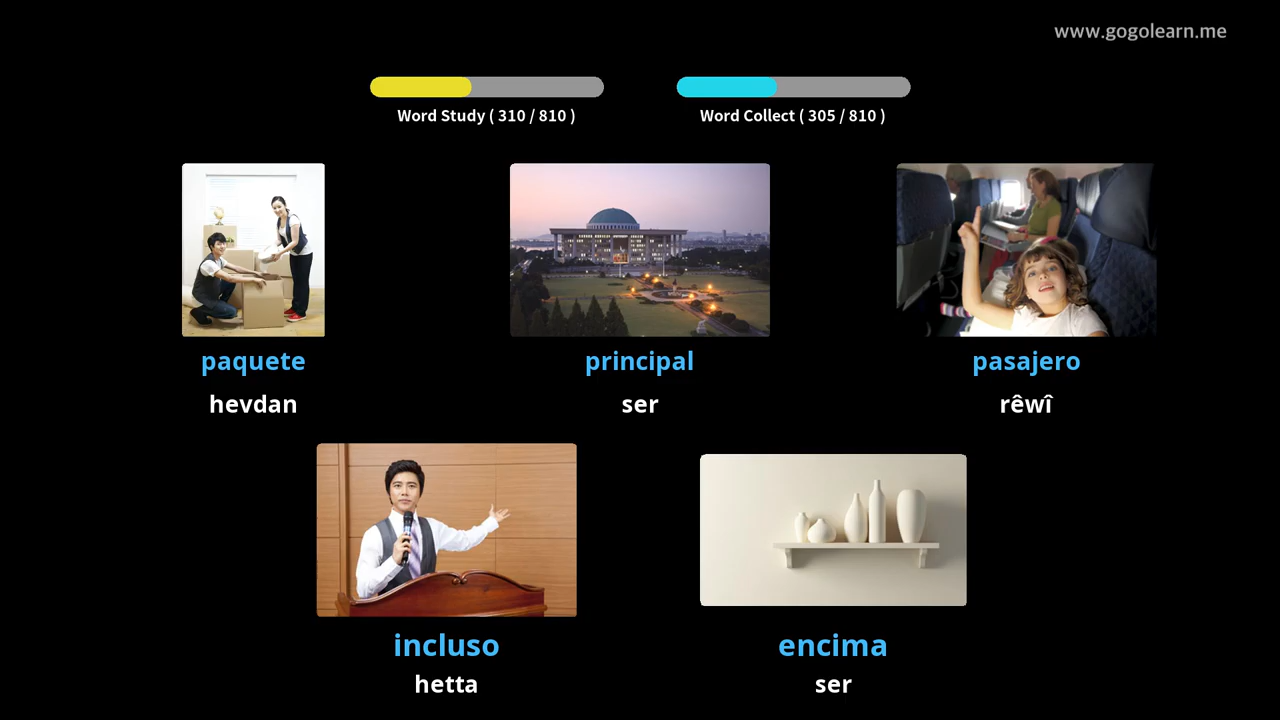 www.gogolearn.me
Word Study ( 310 / 810 )
Word Collect ( 305 / 810 )
paquete
hevdan
principal
ser
pasajero
rêwî
incluso
hetta
encima
ser